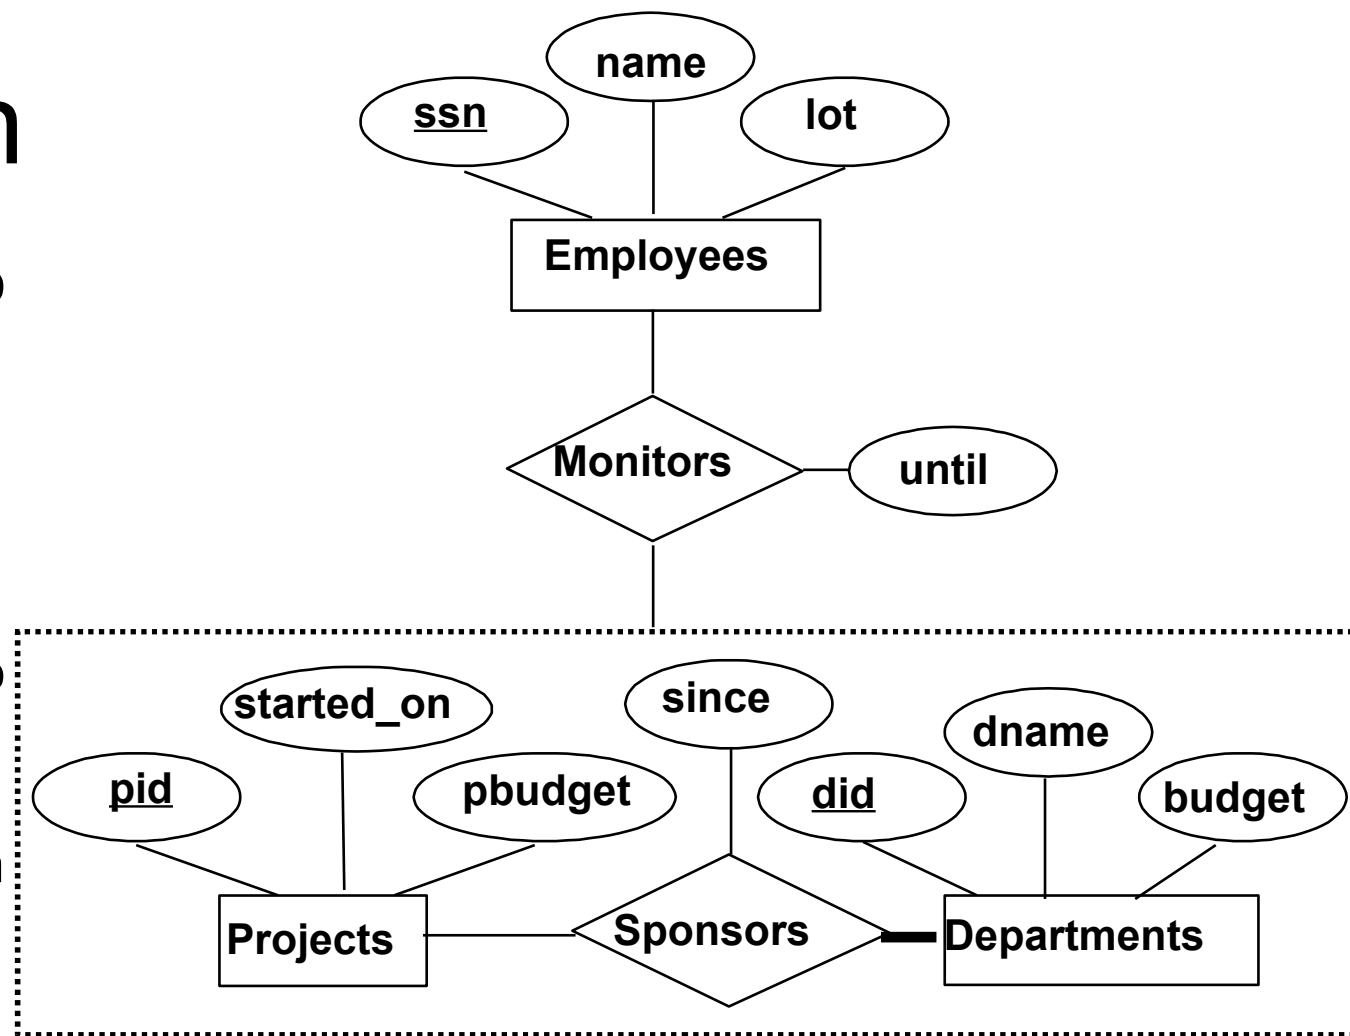 name
ssn
lot
Employees
Monitors
until
since
started_on
dname
pid
pbudget
did
budget
Projects
Sponsors
Departments